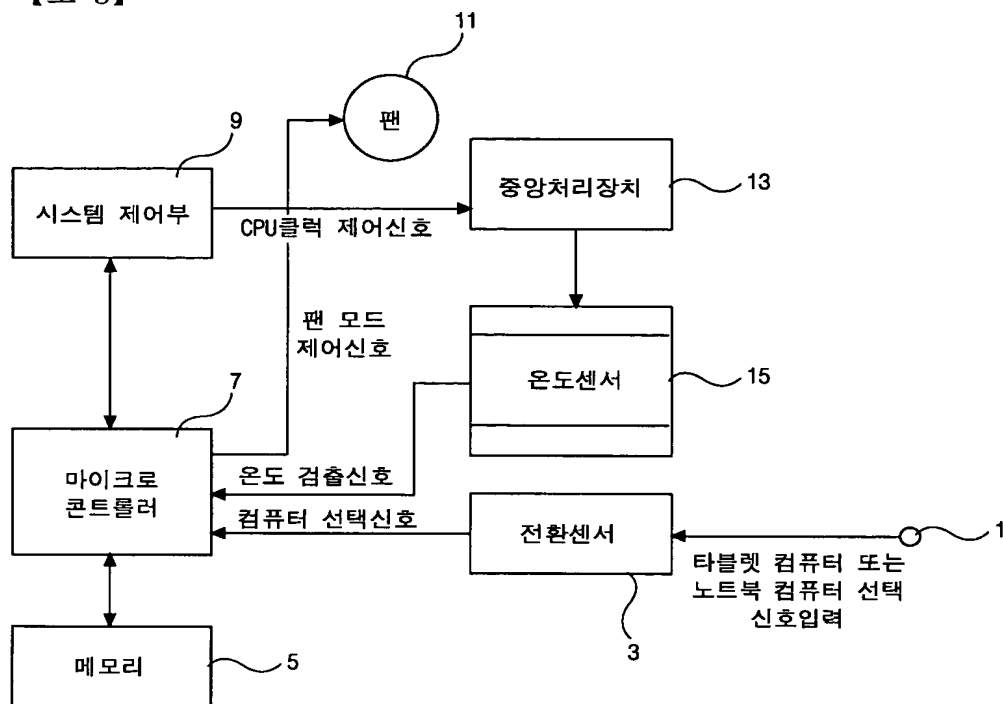 11
팬
9
시스템 제어부
중앙처리장치
13
CPU클럭 제어신호
팬 모드
제어신호
온도센서
15
7
마이크로
콘트롤러
온도 검출신호
컴퓨터 선택신호
전환센서
1
타블렛 컴퓨터 또는
노트북 컴퓨터 선택
신호입력
3
메모리
5